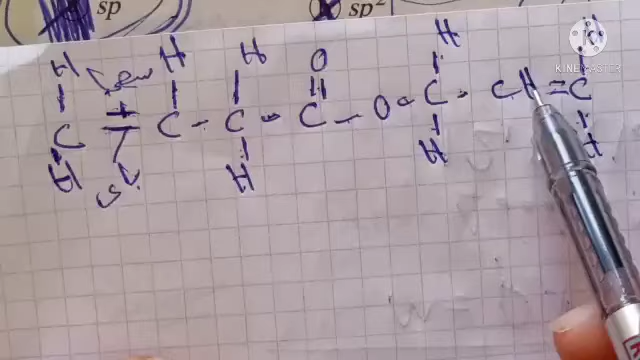 sp sp²
H H H O H H
C = C - C - C - O - C - CH = C
H H H H
KINEMASTER